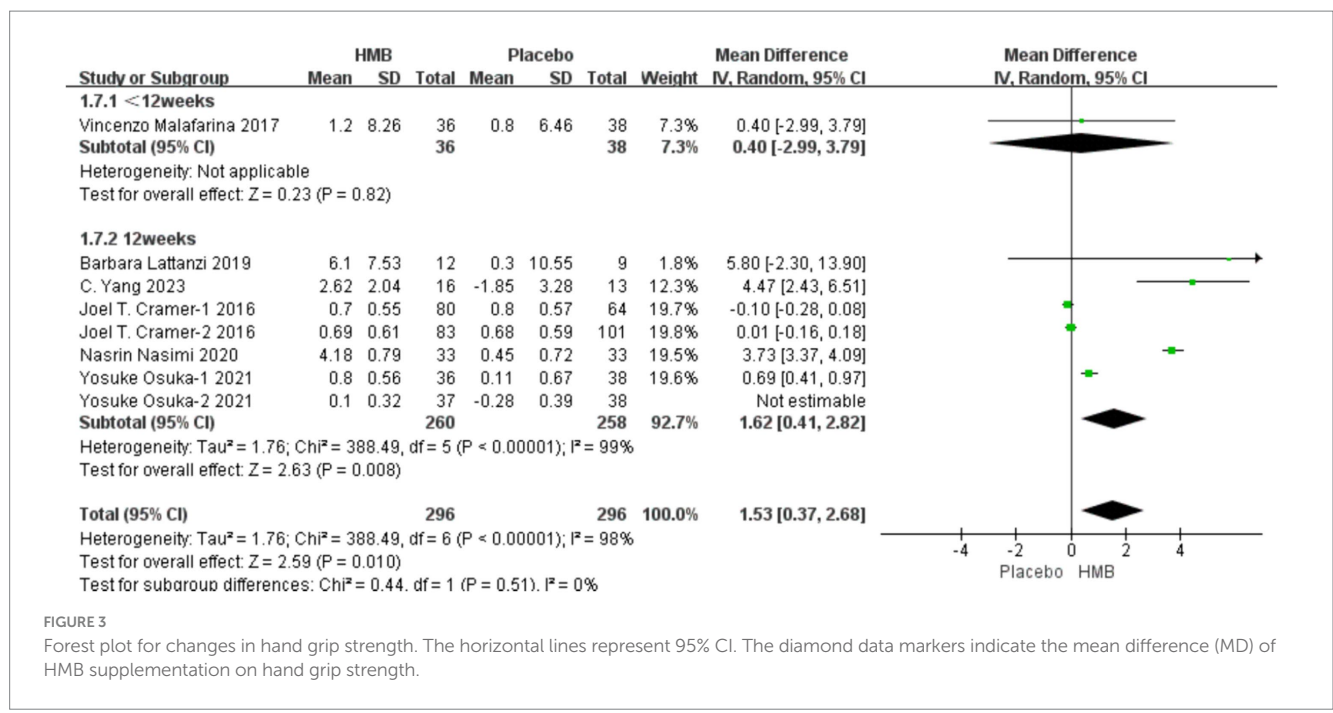 HMB Placebo Mean Difference Mean Difference
Study or Subgroup Mean SD Total Mean SD Total Weight IV, Random, 95% CI IV, Random, 95% CI
1.7.1 <12weeks
Vincenzo Malafarina 2017 1.2 8.26 36 0.8 6.46 38 7.3% 0.40 [-2.99, 3.79]
Subtotal (95% CI) 36 38 7.3% 0.40 [-2.99, 3.79]
Heterogeneity: Not applicable
Test for overall effect: Z = 0.23 (P = 0.82)
1.7.2 12weeks
Barbara Lattanzi 2019 6.1 7.53 12 0.3 10.55 9 1.8% 5.80 [-2.30, 13.90]
C. Yang 2023 2.62 2.04 16 -1.85 3.28 13 12.3% 4.47 [2.43, 6.51]
Joel T. Cramer-1 2016 0.7 0.55 80 0.8 0.57 64 19.7% -0.10 [-0.28, 0.08]
Joel T. Cramer-2 2016 0.69 0.61 83 0.68 0.59 101 19.8% 0.01 [-0.16, 0.18]
Nasrin Nasimi 2020 4.18 0.79 33 0.45 0.72 33 19.5% 3.73 [3.37, 4.09]
Yosuke Osuka-1 2021 0.8 0.56 36 0.11 0.67 38 19.6% 0.69 [0.41, 0.97]
Yosuke Osuka-2 2021 0.1 0.32 37 -0.28 0.39 38 Not estimable
Subtotal (95% CI) 260 258 92.7% 1.62 [0.41, 2.82]
Heterogeneity: Tau² = 1.76; Chi² = 388.49, df = 5 (P < 0.00001); I² = 99%
Test for overall effect: Z = 2.63 (P = 0.008)
Total (95% CI) 296 296 100.0% 1.53 [0.37, 2.68]
Heterogeneity: Tau² = 1.76; Chi² = 388.49, df = 6 (P < 0.00001); I² = 98%
Test for overall effect: Z = 2.59 (P = 0.010)
Test for subgroup differences: Chi² = 0.44, df = 1 (P = 0.51), I² = 0%
-4 -2 0 2 4
Placebo HMB
FIGURE 3
Forest plot for changes in hand grip strength. The horizontal lines represent 95% CI. The diamond data markers indicate the mean difference (MD) of
HMB supplementation on hand grip strength.